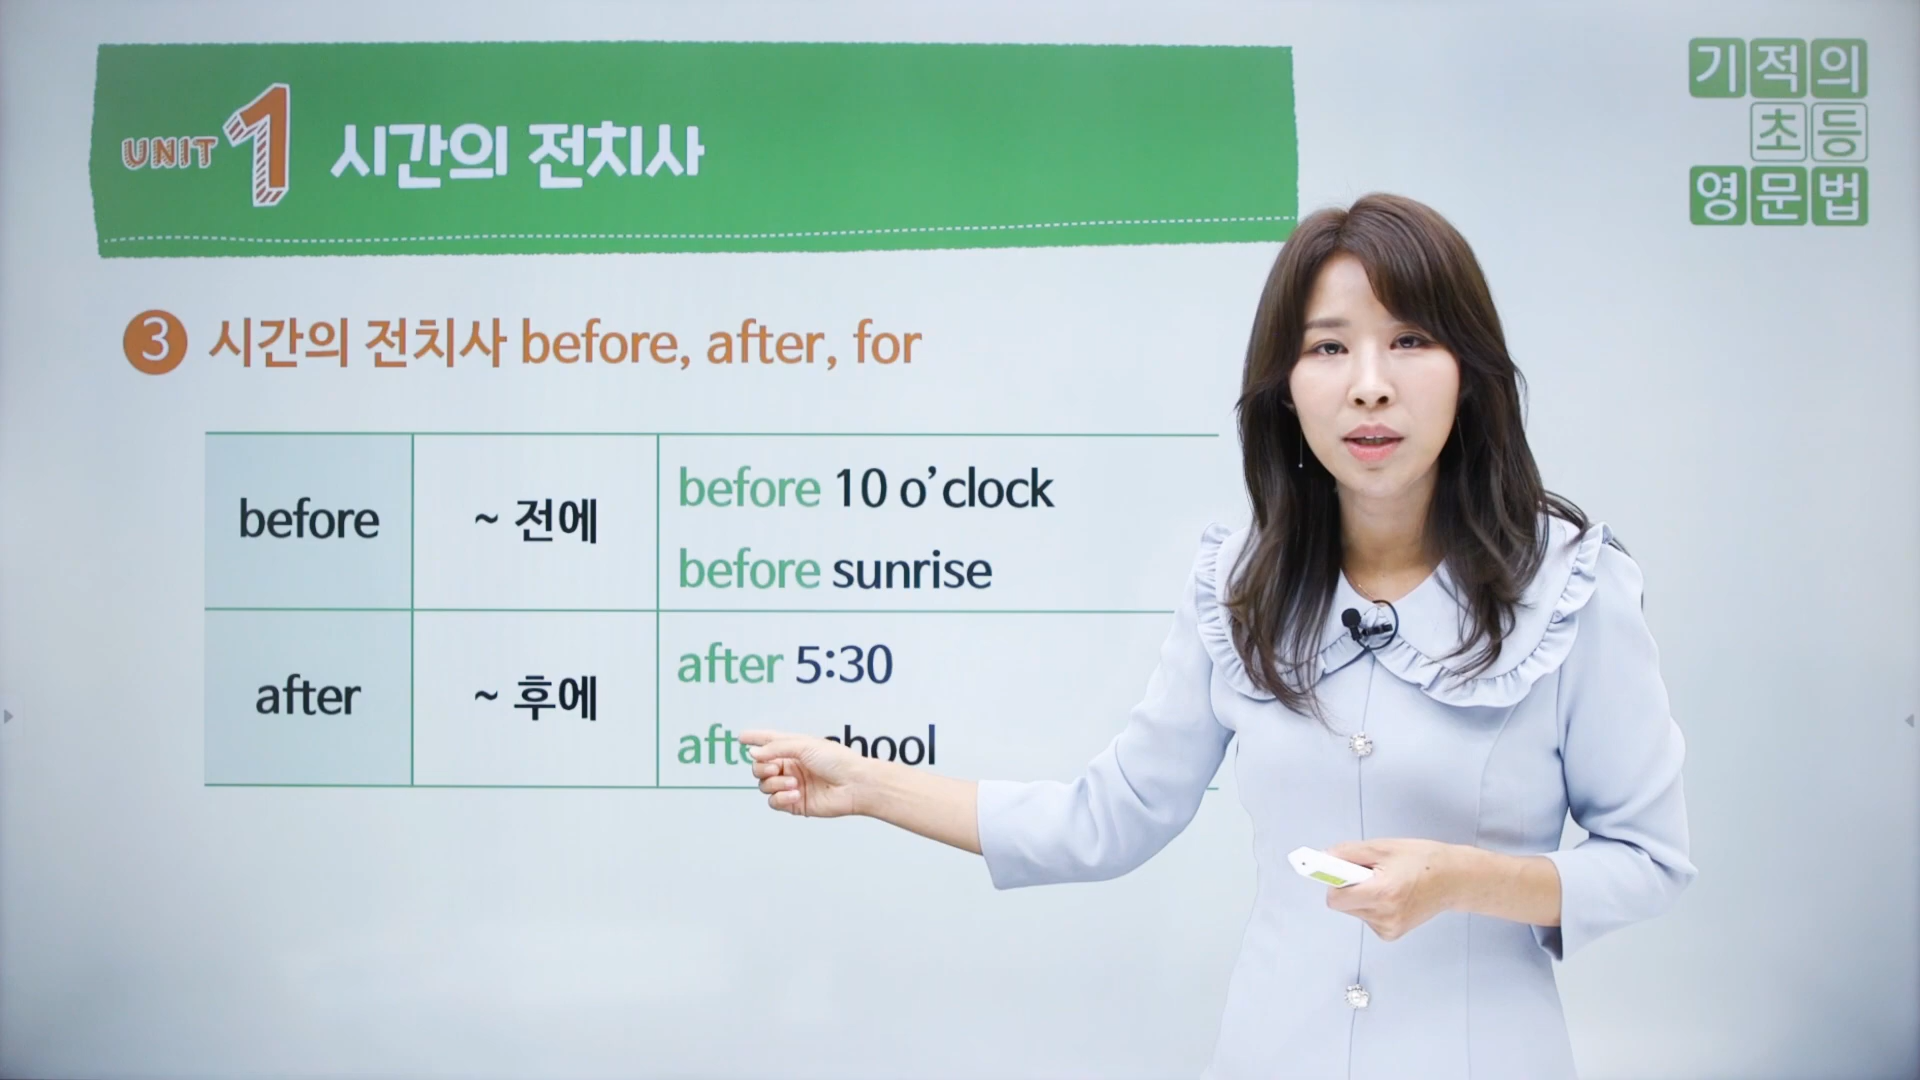 UNIT 1 시간의 전치사
기적의
초등
영문법
3 시간의 전치사 before, after, for
before ~ 전에 before 10 o'clock
before sunrise
after ~ 후에 after 5:30